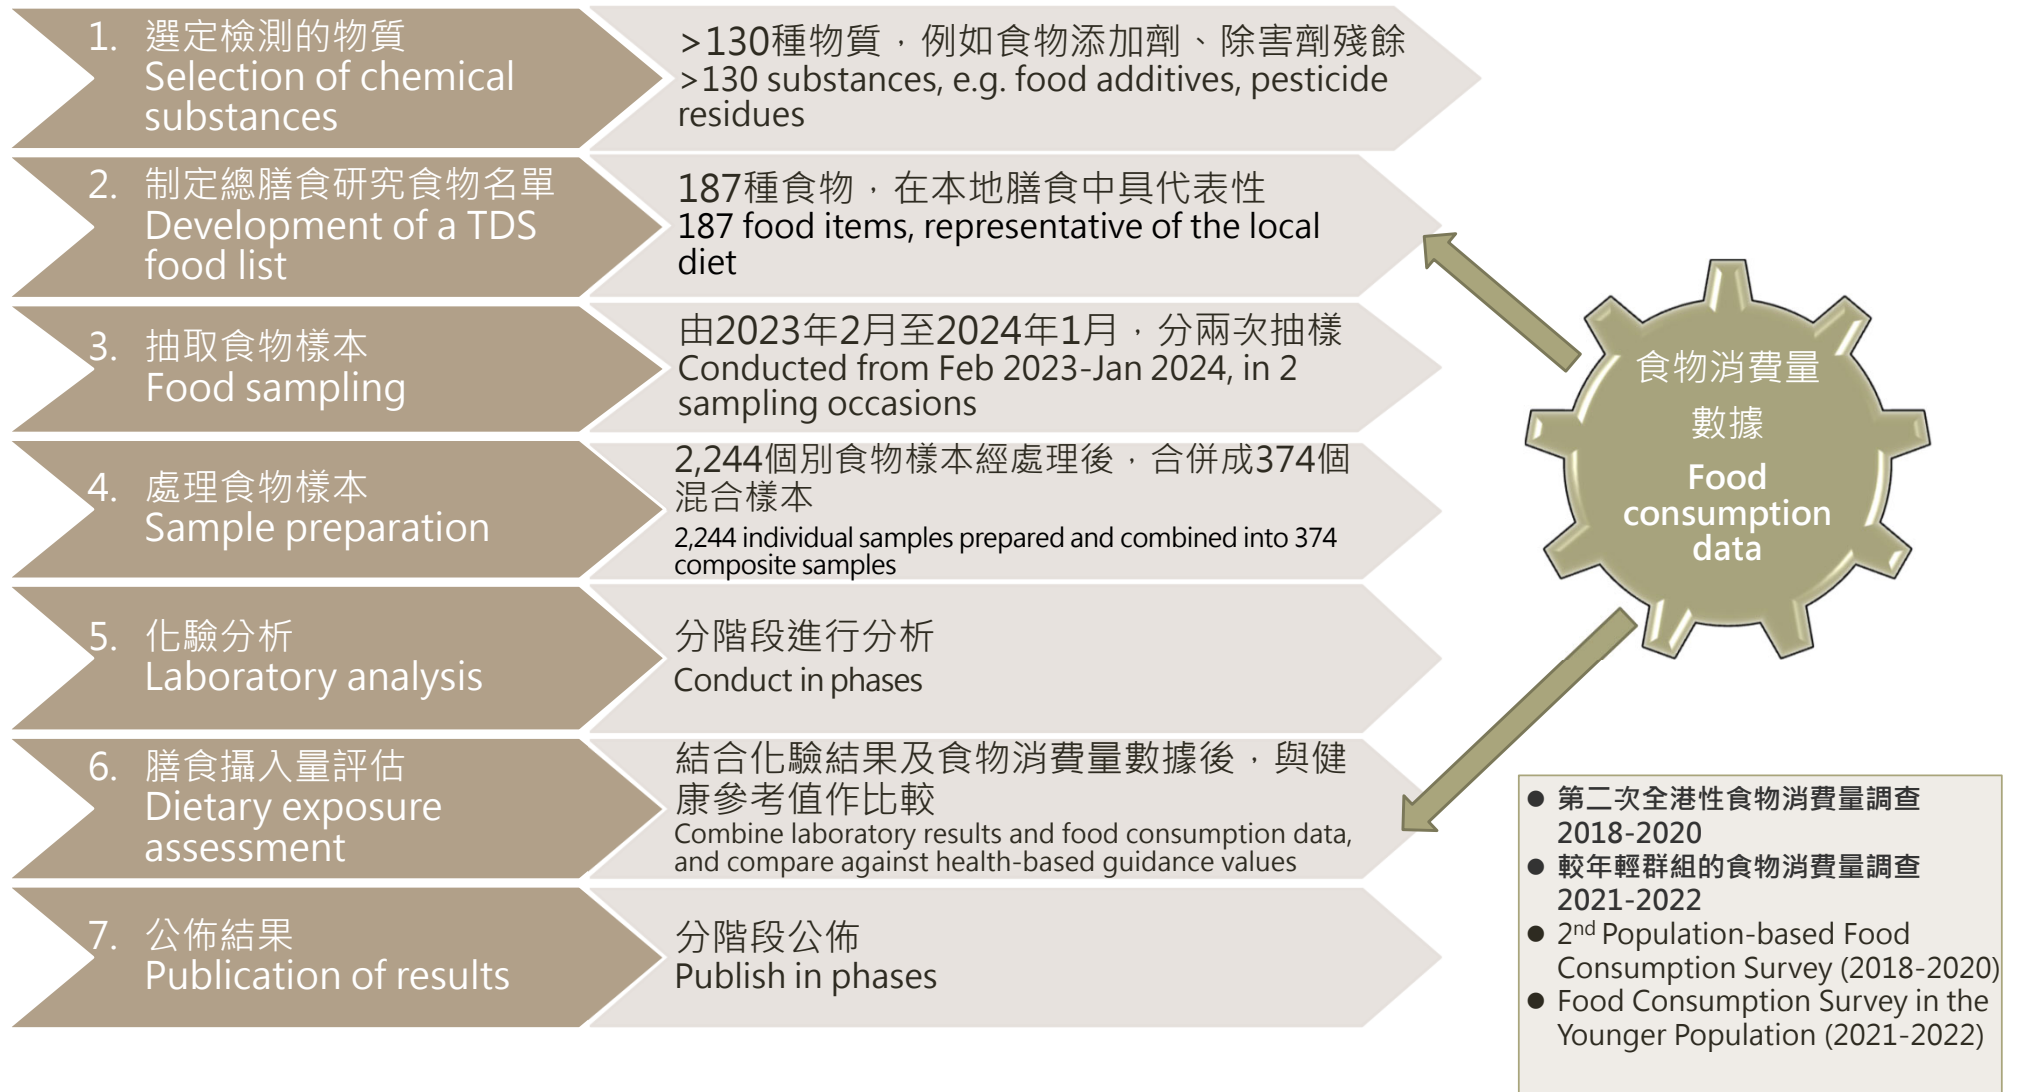 1. 選定檢測的物質
Selection of chemical
substances
>130種物質，例如食物添加劑、除害劑殘餘
>130 substances, e.g. food additives, pesticide
residues
2. 制定總膳食研究食物名單
Development of a TDS
food list
187種食物，在本地膳食中具代表性
187 food items, representative of the local
diet
3. 抽取食物樣本
Food sampling
由2023年2月至2024年1月，分兩次抽樣
Conducted from Feb 2023-Jan 2024, in 2
sampling occasions
4. 處理食物樣本
Sample preparation
2,244個別食物樣本經處理後，合併成374個
混合樣本
2,244 individual samples prepared and combined into 374
composite samples
5. 化驗分析
Laboratory analysis
分階段進行分析
Conduct in phases
6. 膳食攝入量評估
Dietary exposure
assessment
結合化驗結果及食物消費量數據後，與健
康參考值作比較
Combine laboratory results and food consumption data,
and compare against health-based guidance values
7. 公佈結果
Publication of results
分階段公佈
Publish in phases
食物消費量
數據
Food
consumption
data
● 第二次全港性食物消費量調查
2018-2020
● 較年輕群組的食物消費量調查
2021-2022
● 2nd Population-based Food
Consumption Survey (2018-2020)
● Food Consumption Survey in the
Younger Population (2021-2022)